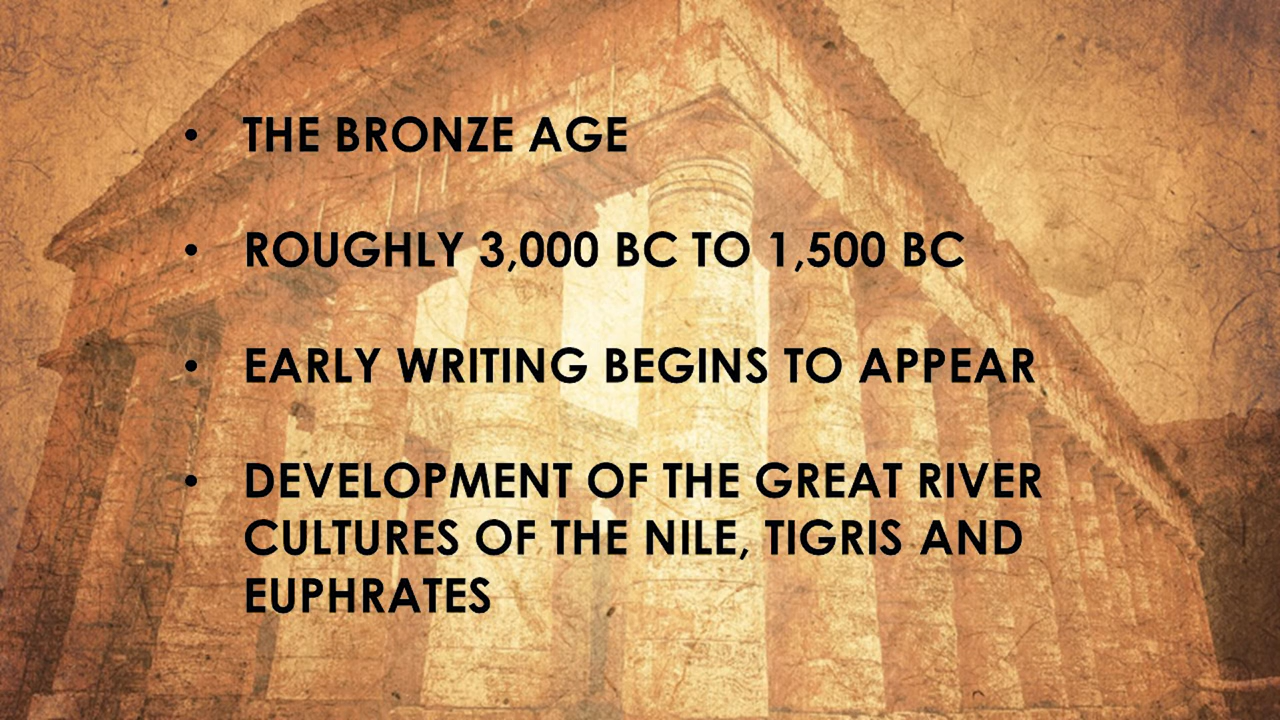 • THE BRONZE AGE
• ROUGHLY 3,000 BC TO 1,500 BC
• EARLY WRITING BEGINS TO APPEAR
• DEVELOPMENT OF THE GREAT RIVER
CULTURES OF THE NILE, TIGRIS AND
EUPHRATES